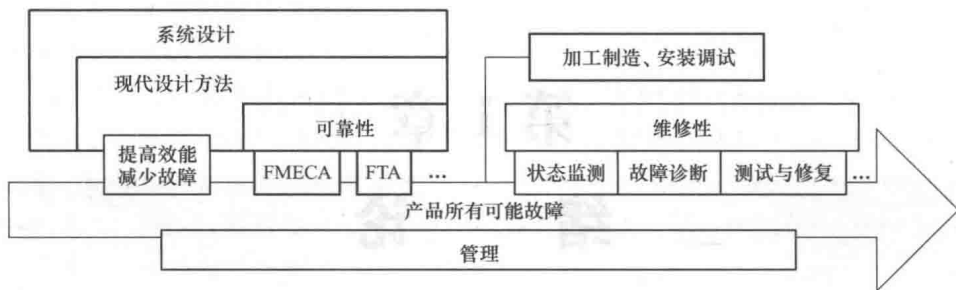 系统设计
加工制造、安装调试
现代设计方法
可靠性
维修性
提高效能
减少故障
FMECA
FTA
…
状态监测
故障诊断
测试与修复
…
产品所有可能故障
管理